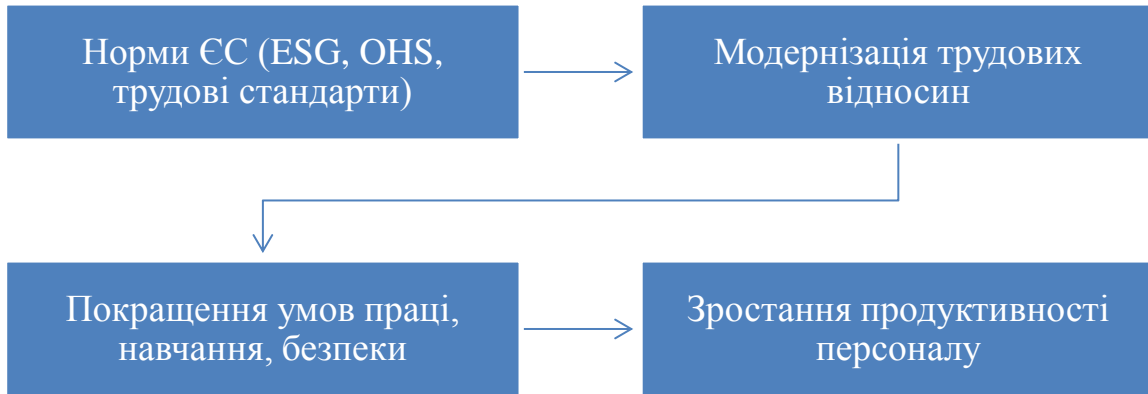 Норми ЄС (ESG, OHS,
трудові стандарти)
Модернізація трудових
відносин
Покращення умов праці,
навчання, безпеки
Зростання продуктивності
персоналу